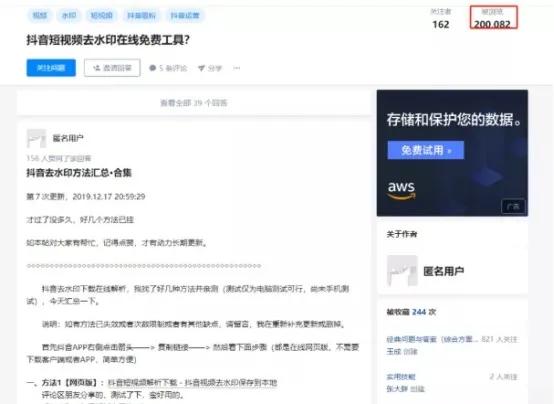 视频 水印 短视频 抖音吸粉 抖音运营
关注者
162
被浏览
200,082
抖音短视频去水印在线免费工具?
关注问题
邀请回答
5 条评论
分享
查看全部 39 个回答
匿名用户
156 人赞同了该回答
抖音去水印方法汇总·合集
第 7 次更新，2019.12.17 20:59:29
才过了没多久，好几个方法已挂
如本帖对大家有帮忙，记得点赞，才有动力长期更新。
抖音去水印下载在线解析，我找了好几种方法并亲测（测试仅为电脑测试可行，尚未手机测
试），今天汇总一下。
说明：如有方法已失效或者次数限制或者有其他缺点，请留言，我在重新补充更新或删掉。
首先抖音APP右侧点击箭头——> 复制链接——> 然后看下面步骤（都是在线网页版，不需要
下载客户端或者APP，简单方便）
一、方法1【网页版】：抖音短视频解析下载 - 抖音视频去水印保存到本地
评论区朋友分享的，测试了下，蛮好用的。
存储和保护您的数据。
免费试用 »
aws
广告
关于作者
匿名用户
被收藏 244 次
经典问题与答案（综合方面...
821 人关注
王成 创建
实用技能
2 人关注
张大胖 创建